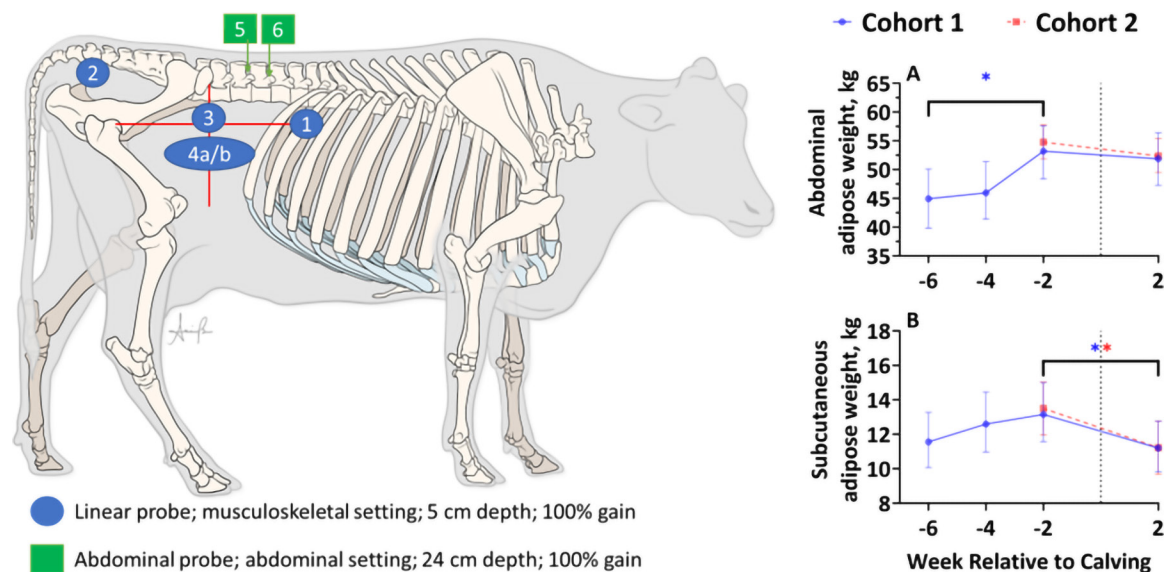 5 6
2
3
1
4a/b
Linear probe; musculoskeletal setting; 5 cm depth; 100% gain
Abdominal probe; abdominal setting; 24 cm depth; 100% gain
Cohort 1 Cohort 2
A
*
Abdominal
adipose weight, kg
65
60
55
50
45
40
35
-6 -4 -2 2
B
**
Subcutaneous
adipose weight, kg
18
16
14
12
10
8
-6 -4 -2 2
Week Relative to Calving